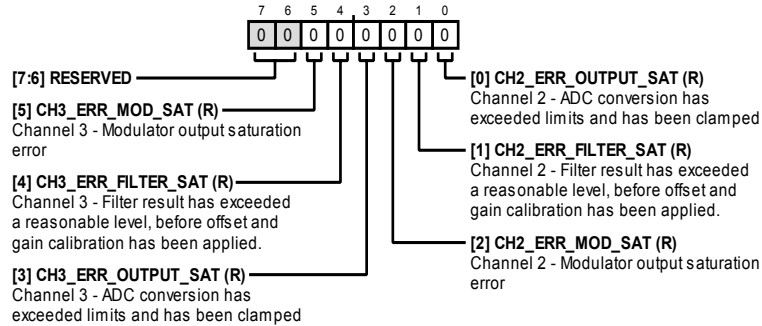 7 6 5 4 3 2 1 0
0 0 0 0 0 0 0 0
[7:6] RESERVED
[5] CH3_ERR_MOD_SAT (R)
Channel 3 - Modulator output saturation
error
[4] CH3_ERR_FILTER_SAT (R)
Channel 3 - Filter result has exceeded
a reasonable level, before offset and
gain calibration has been applied.
[3] CH3_ERR_OUTPUT_SAT (R)
Channel 3 - ADC conversion has
exceeded limits and has been clamped
[0] CH2_ERR_OUTPUT_SAT (R)
Channel 2 - ADC conversion has
exceeded limits and has been clamped
[1] CH2_ERR_FILTER_SAT (R)
Channel 2 - Filter result has exceeded
a reasonable level, before offset and
gain calibration has been applied.
[2] CH2_ERR_MOD_SAT (R)
Channel 2 - Modulator output saturation
error